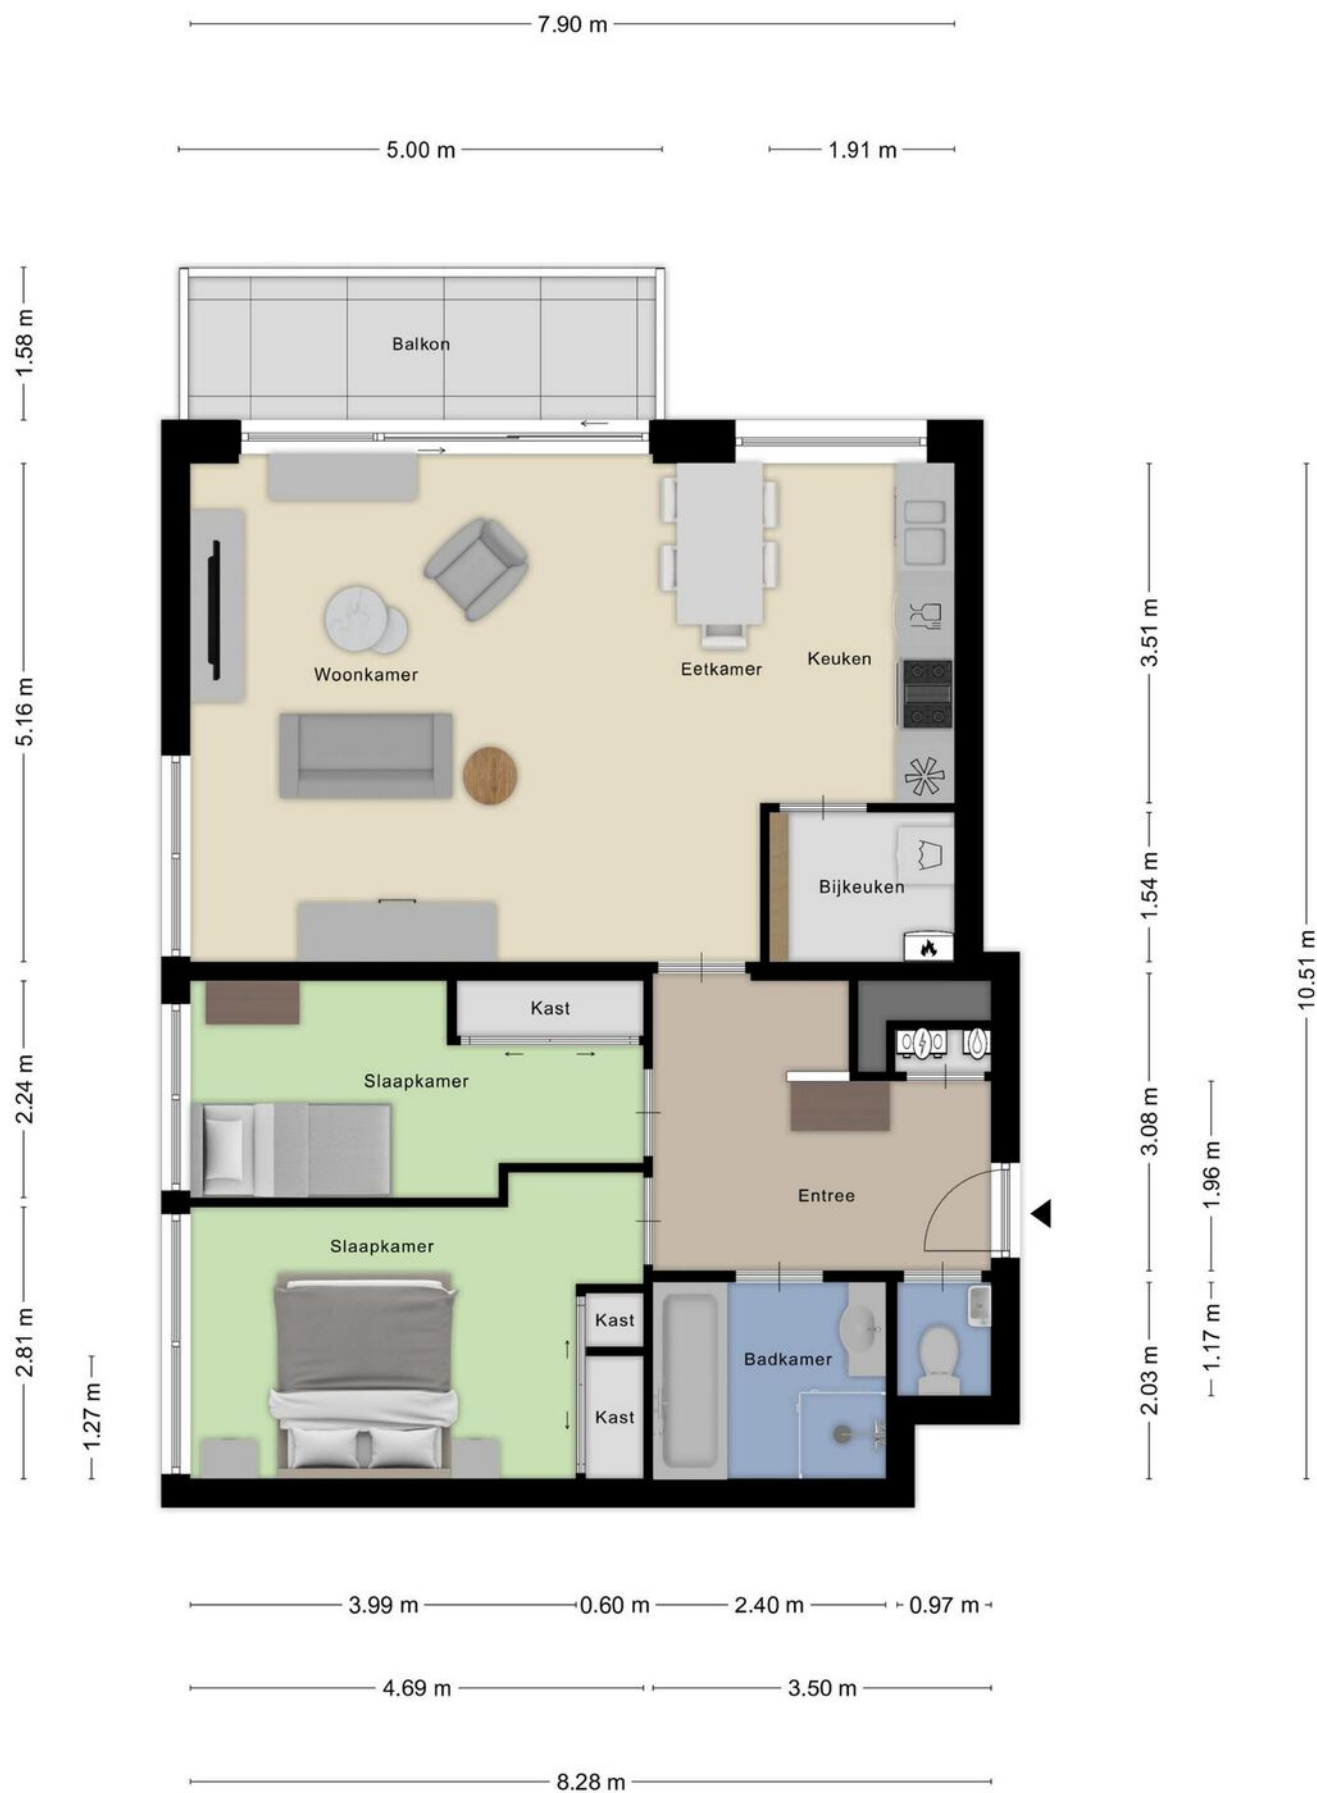 7.90 m
5.00 m
1.91 m
1.58 m
Balkon
5.16 m
3.51 m
Woonkamer
Eetkamer
Keuken
1.54 m
Bijkeuken
10.51 m
2.24 m
Kast
Slaapkamer
3.08 m
1.96 m
Entree
Slaapkamer
2.81 m
1.27 m
Kast
Kast
Badkamer
2.03 m
1.17 m
3.99 m
0.60 m
2.40 m
0.97 m
4.69 m
3.50 m
8.28 m